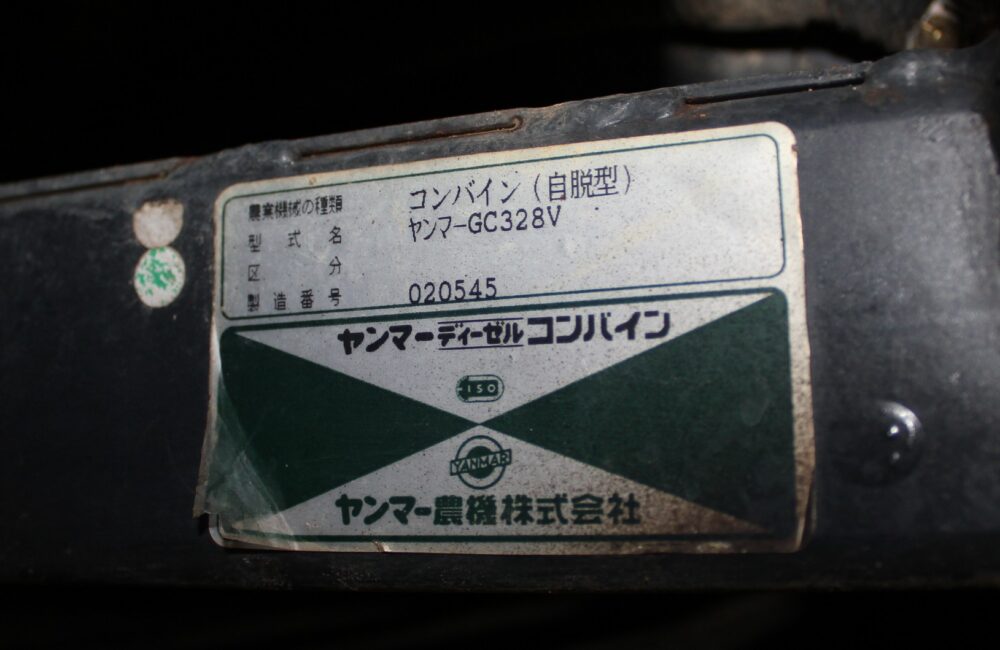 農業機械の種類 コンバイン(自脱型)
型式名 ヤンマーGC328V
区分
製造番号 020545
ヤンマーディーゼルコンバイン
ISO
YANMAR
ヤンマー農機株式会社